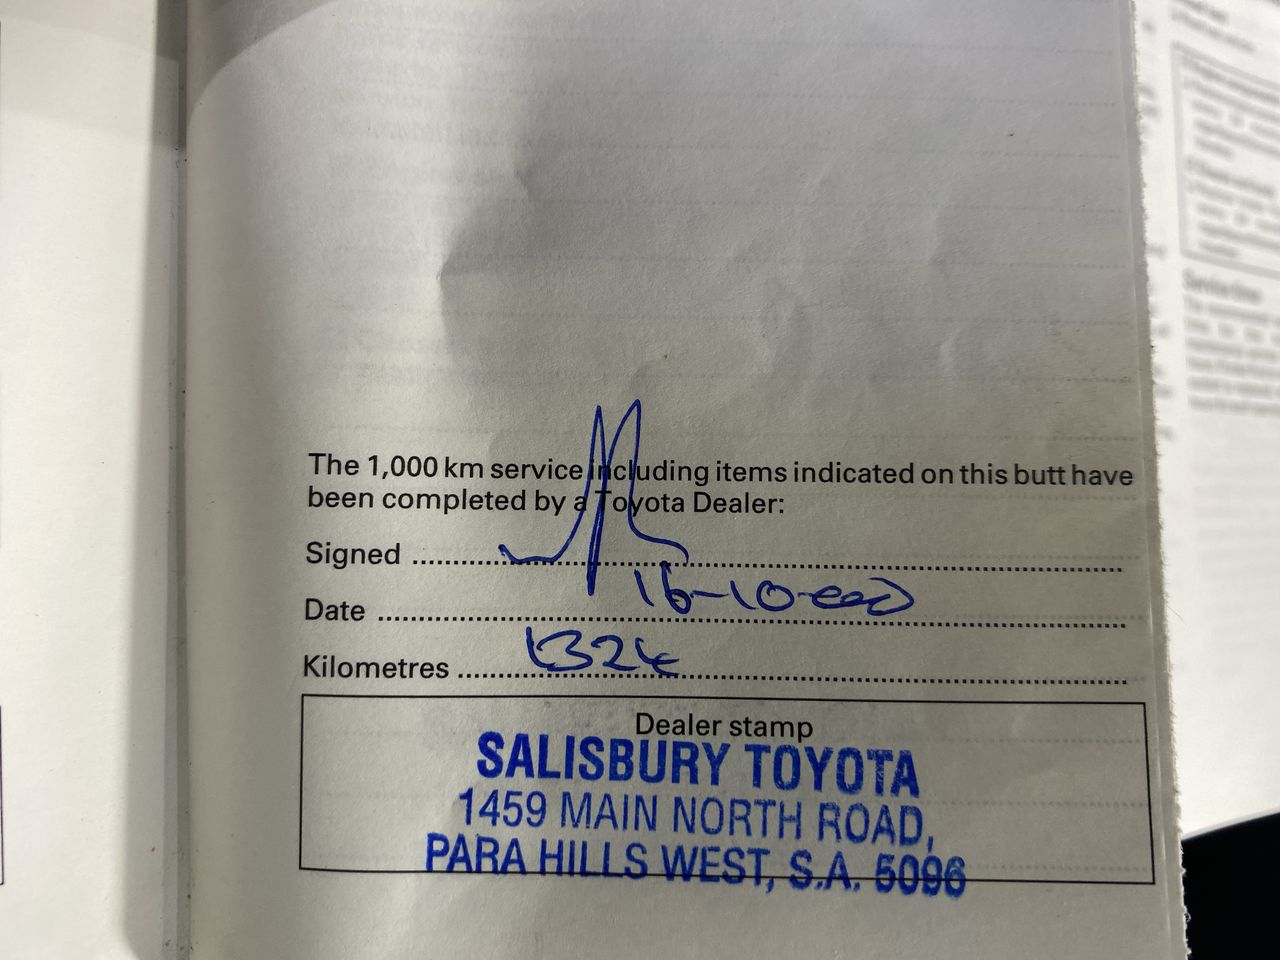 The 1,000 km service including items indicated on this butt have
been completed by a Toyota Dealer:
Signed
Date 16-10-
Kilometres 1324
Dealer stamp
SALISBURY TOYOTA
1459 MAIN NORTH ROAD,
PARA HILLS WEST, S.A. 5096